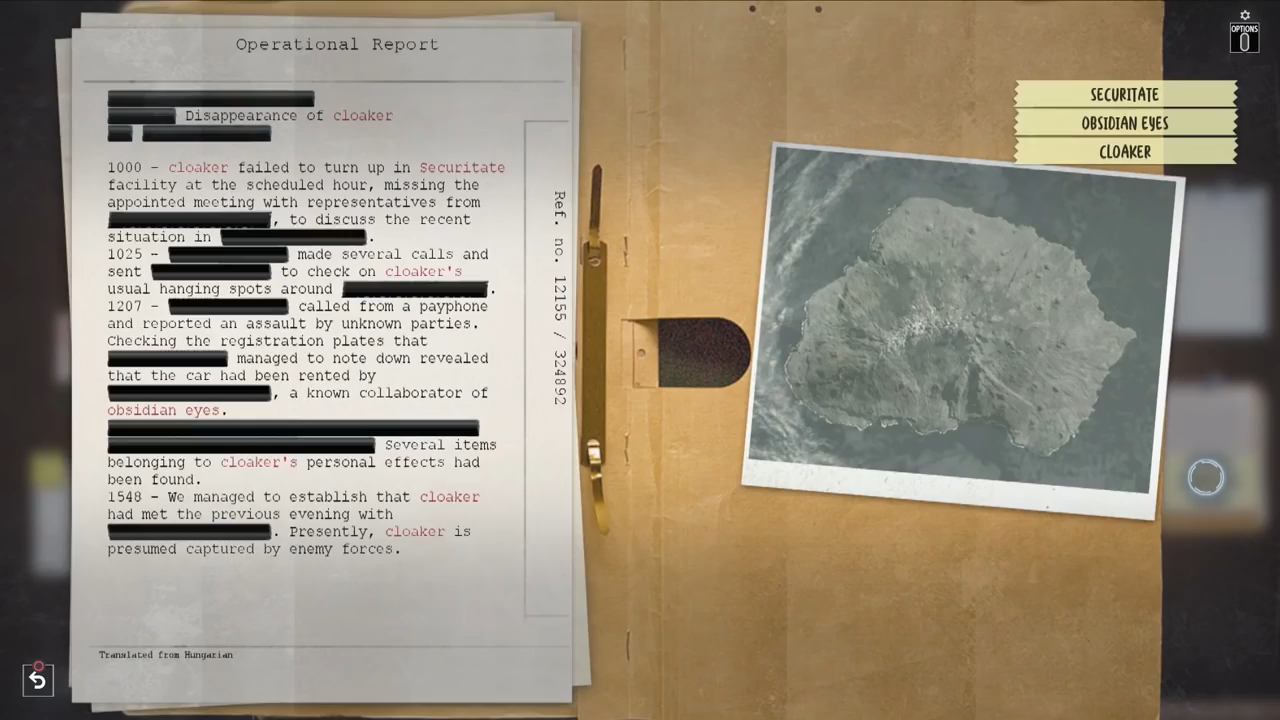 Operational Report
Disappearance of cloaker
1000 - cloaker failed to turn up in Securitate
facility at the scheduled hour, missing the
appointed meeting with representatives from
, to discuss the recent
situation in .
1025 - made several calls and
sent to check on cloaker's
usual hanging spots around .
1207 - called from a payphone
and reported an assault by unknown parties.
Checking the registration plates that
managed to note down revealed
that the car had been rented by
, a known collaborator of
obsidian eyes.
Several items
belonging to cloaker's personal effects had
been found.
1548 - We managed to establish that cloaker
had met the previous evening with
. Presently, cloaker is
presumed captured by enemy forces.
Translated from Hungarian
Ref. no. 12155 / 324892
OPTIONS
SECURITATE
OBSIDIAN EYES
CLOAKER